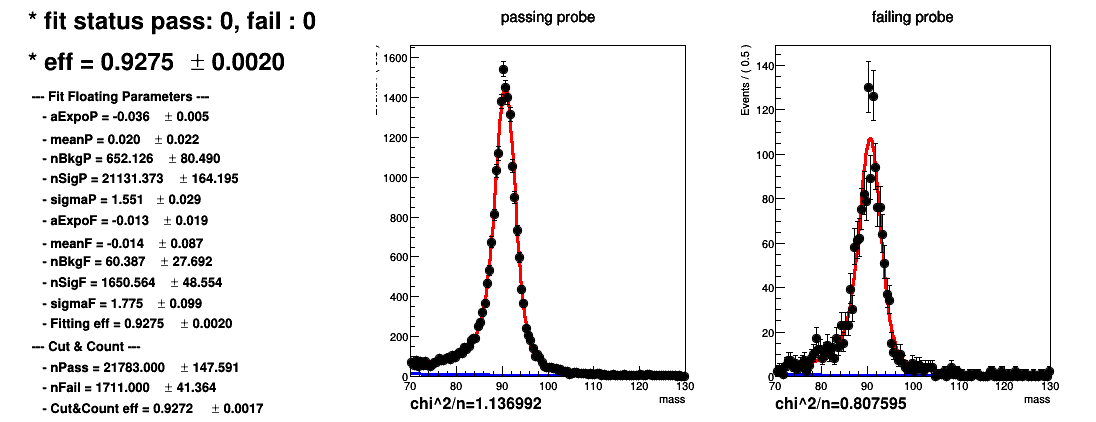 * fit status pass: 0, fail : 0
* eff = 0.9275 ± 0.0020
--- Fit Floating Parameters ---
- aExpoP = -0.036 ± 0.005
- meanP = 0.020 ± 0.022
- nBkgP = 652.126 ± 80.490
- nSigP = 21131.373 ± 164.195
- sigmaP = 1.551 ± 0.029
- aExpoF = -0.013 ± 0.019
- meanF = -0.014 ± 0.087
- nBkgF = 60.387 ± 27.692
- nSigF = 1650.564 ± 48.554
- sigmaF = 1.775 ± 0.099
- Fitting eff = 0.9275 ± 0.0020
--- Cut & Count ---
- nPass = 21783.000 ± 147.591
- nFail = 1711.000 ± 41.364
- Cut&Count eff = 0.9272 ± 0.0017
passing probe
1600
1400
1200
1000
800
600
400
200
0
70 80 90 100 110 120 130
mass
chi^2/n=1.136992
failing probe
Events / ( 0.5 )
140
120
100
80
60
40
20
0
70 80 90 100 110 120 130
mass
chi^2/n=0.807595